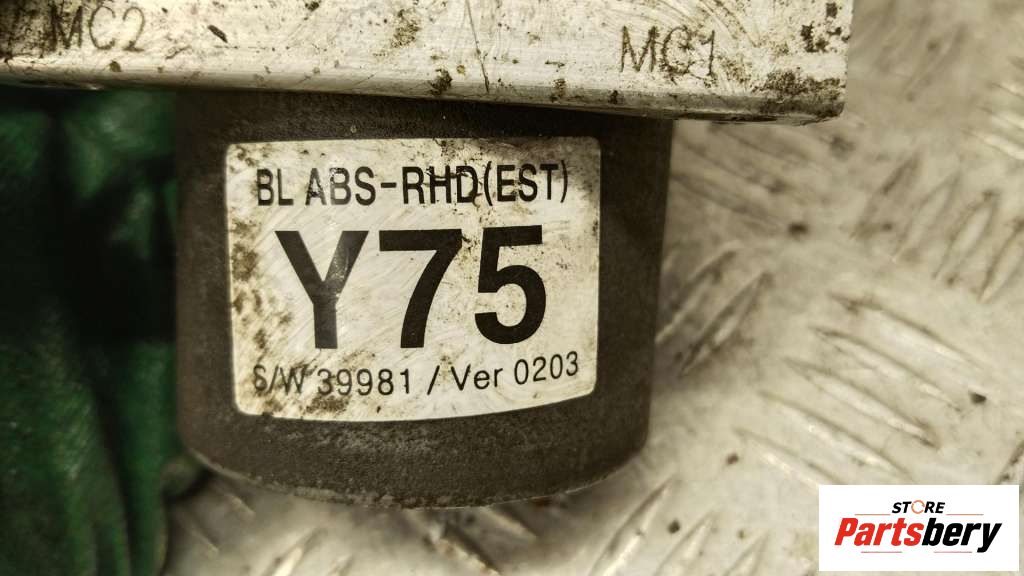 MC2 MC1
BL ABS-RHD(EST)
Y75
S/W 39981 / Ver 0203
STORE
Partsbery